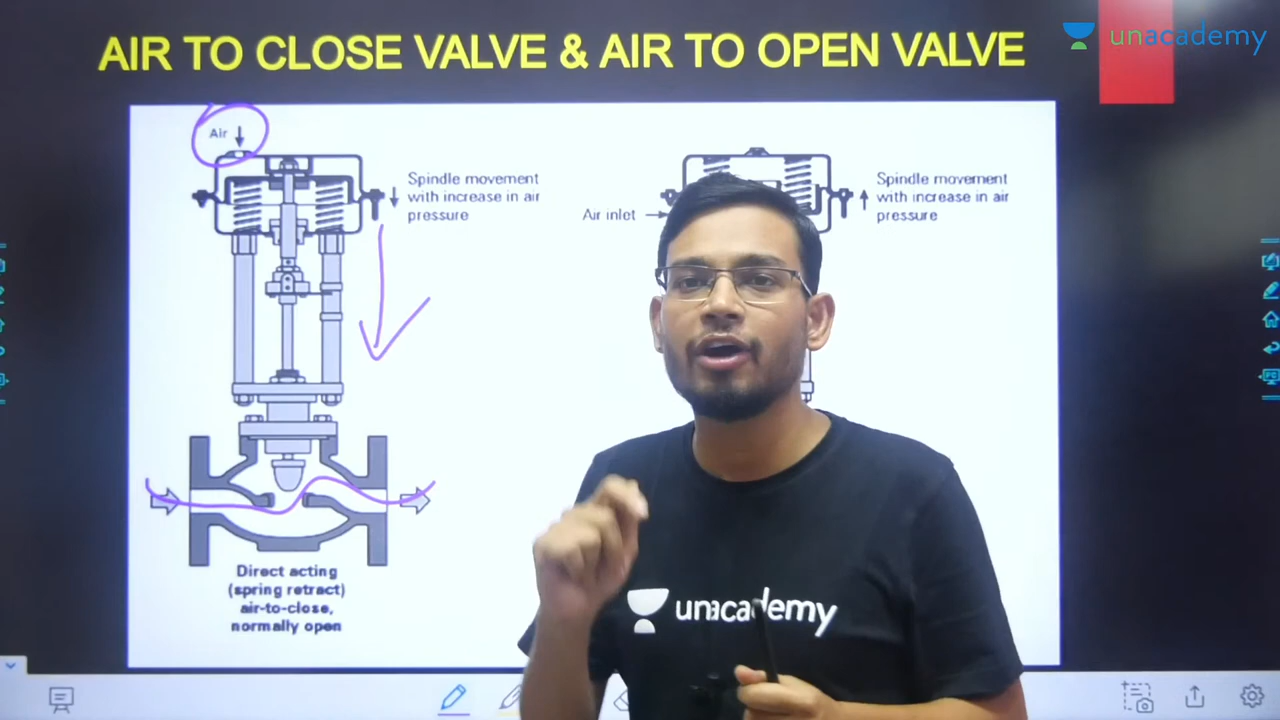 AIR TO CLOSE VALVE & AIR TO OPEN VALVE
unacademy
Air
Spindle movement
with increase in air
pressure
Air inlet
Spindle movement
with increase in air
pressure
Direct acting
(spring retract)
air-to-close,
normally open
unacademy